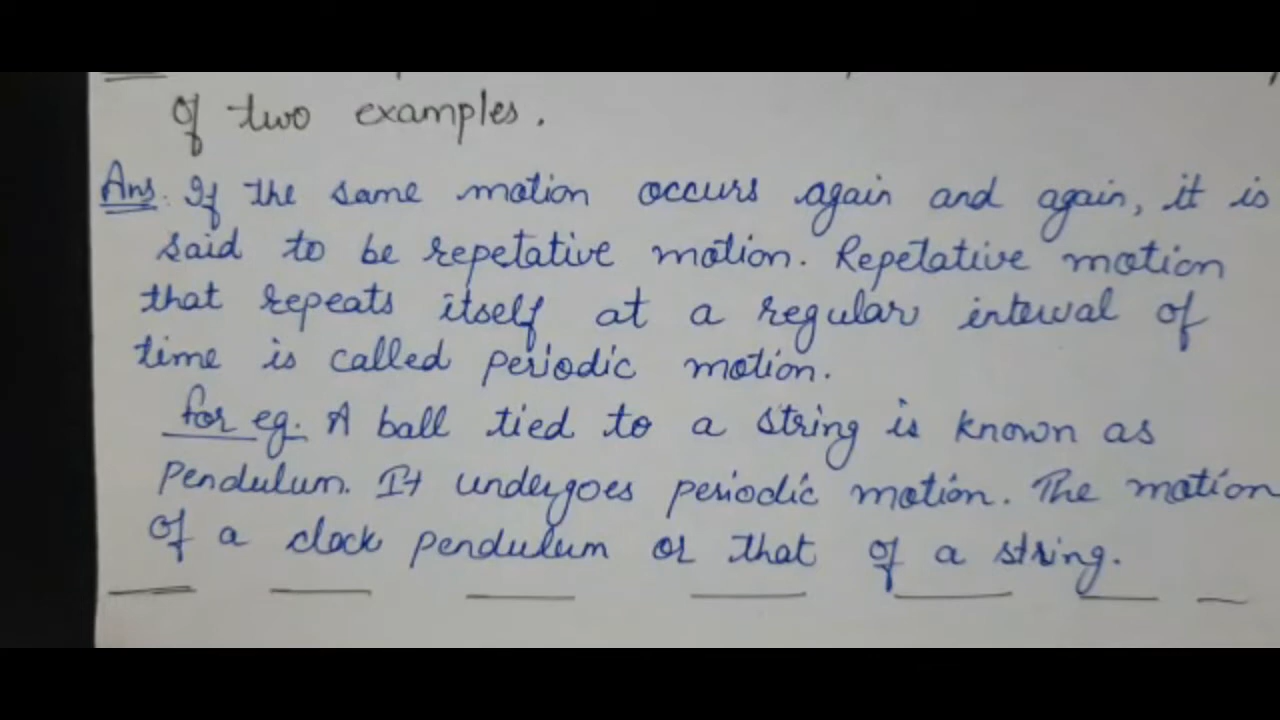 of two examples.
Ans. If the same motion occurs again and again, it is
said to be repetative motion. Repetative motion
that repeats itself at a regular interval of
time is called periodic motion.
for eg. A ball tied to a string is known as
pendulum. It undergoes periodic motion. The motion
of a clock pendulum or that of a string.